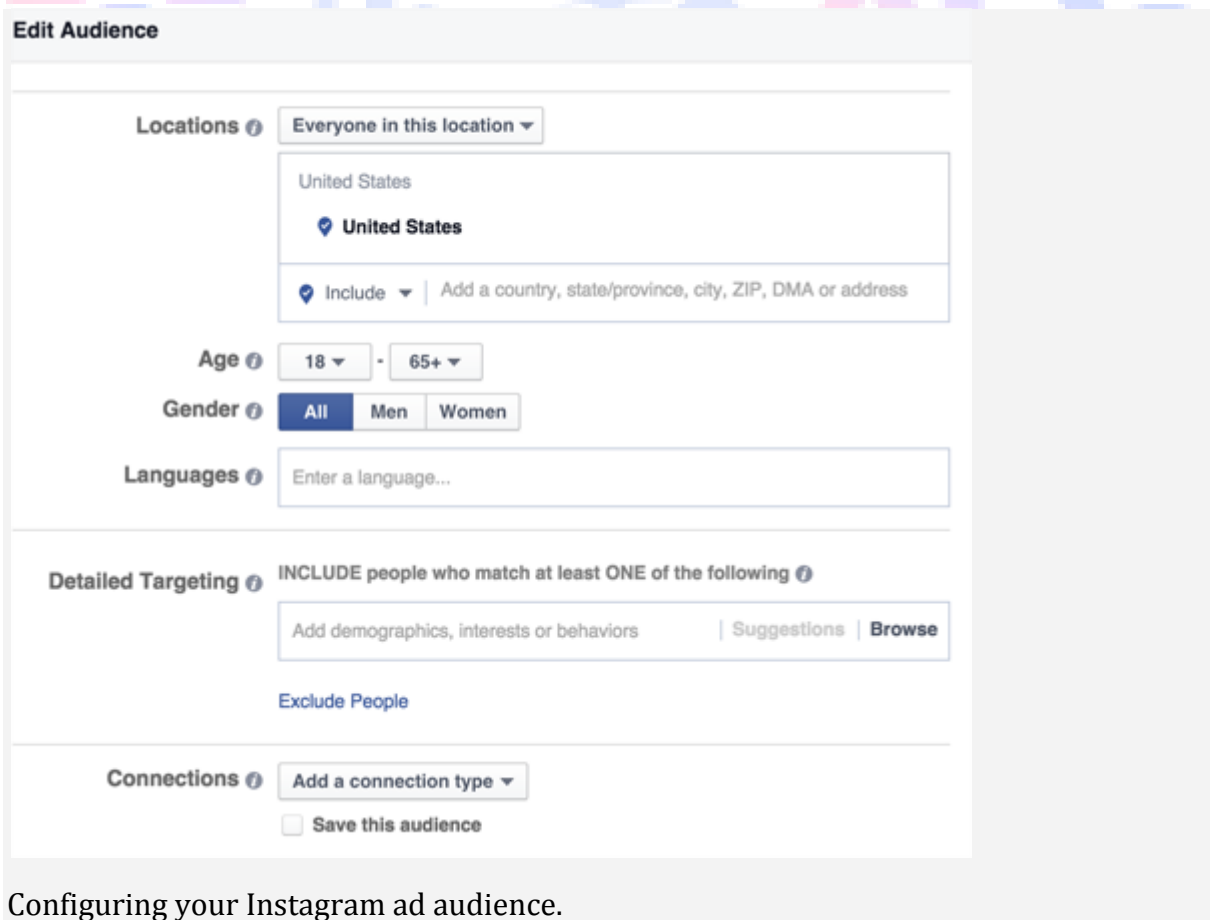 Edit Audience
Locations Everyone in this location
United States
United States
Include Add a country, state/province, city, ZIP, DMA or address
Age 18 - 65+
Gender All Men Women
Languages Enter a language...
Detailed Targeting INCLUDE people who match at least ONE of the following
Add demographics, interests or behaviors | Suggestions | Browse
Exclude People
Connections Add a connection type
Save this audience
Configuring your Instagram ad audience.